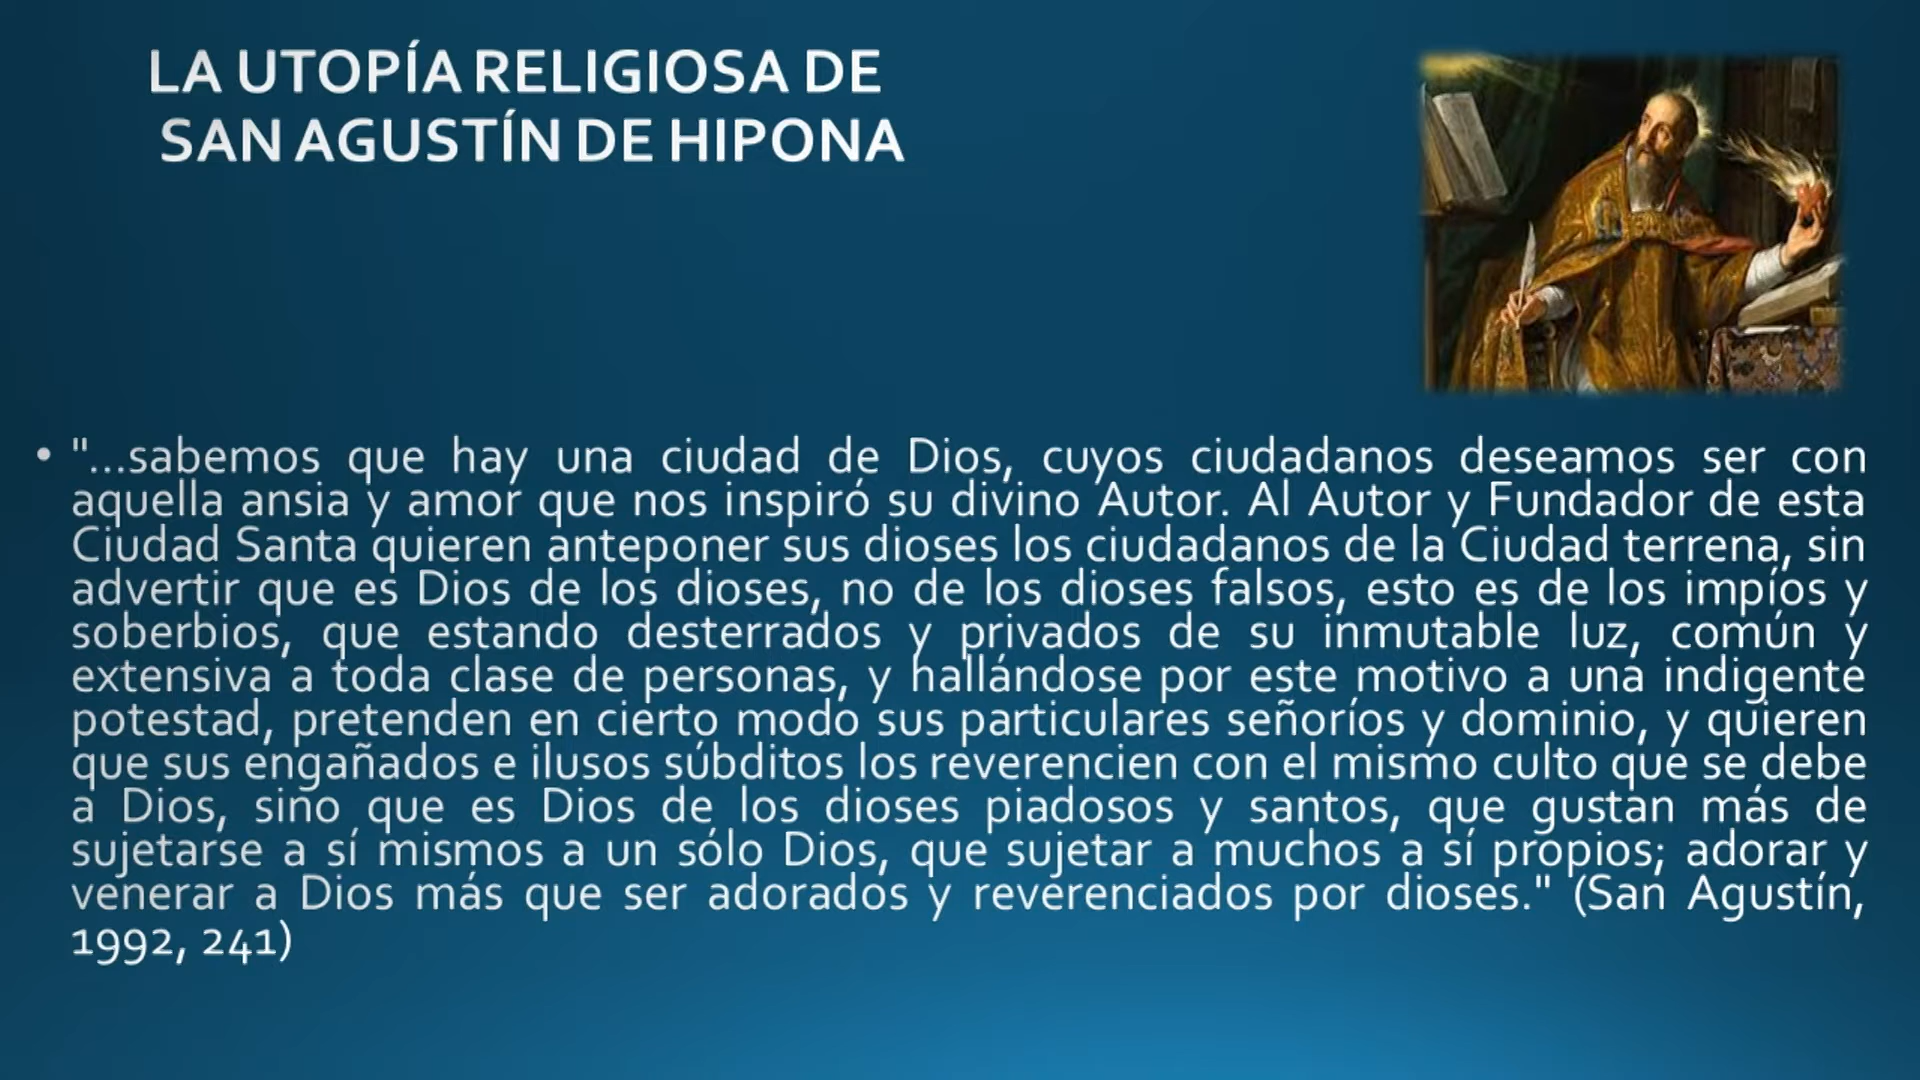 LA UTOPÍA RELIGIOSA DE
SAN AGUSTÍN DE HIPONA
• "...sabemos que hay una ciudad de Dios, cuyos ciudadanos deseamos ser con
aquella ansia y amor que nos inspiró su divino Autor. Al Autor y Fundador de esta
Ciudad Santa quieren anteponer sus dioses los ciudadanos de la Ciudad terrena, sin
advertir que es Dios de los dioses, no de los dioses falsos, esto es de los impíos y
soberbios, que estando desterrados y privados de su inmutable luz, común y
extensiva a toda clase de personas, y hallándose por este motivo a una indigente
potestad, pretenden en cierto modo sus particulares señoríos y dominio, y quieren
que sus engañados e ilusos súbditos los reverencien con el mismo culto que se debe
a Dios, sino que es Dios de los dioses piadosos y santos, que gustan más de
sujetarse a sí mismos a un sólo Dios, que sujetar a muchos a sí propios; adorar y
venerar a Dios más que ser adorados y reverenciados por dioses." (San Agustín,
1992, 241)